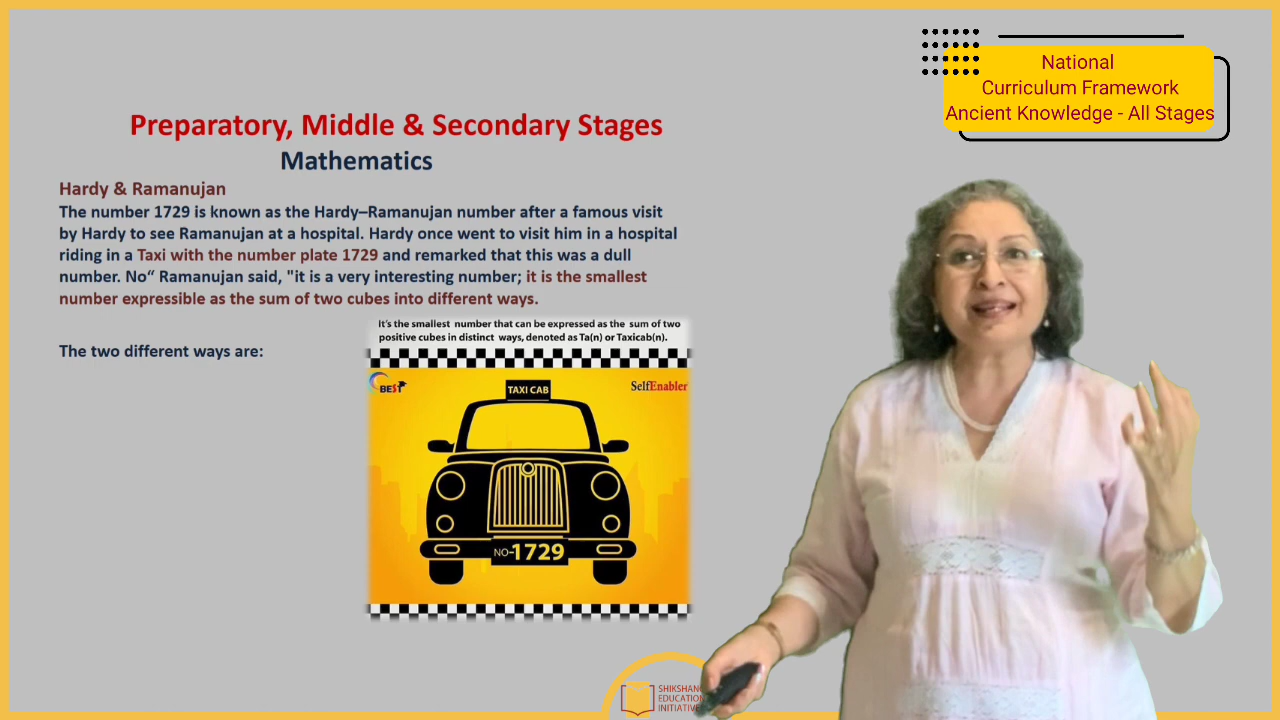 National
Curriculum Framework
Ancient Knowledge - All Stages
Preparatory, Middle & Secondary Stages
Mathematics
Hardy & Ramanujan
The number 1729 is known as the Hardy–Ramanujan number after a famous visit
by Hardy to see Ramanujan at a hospital. Hardy once went to visit him in a hospital
riding in a Taxi with the number plate 1729 and remarked that this was a dull
number. No“ Ramanujan said, "it is a very interesting number; it is the smallest
number expressible as the sum of two cubes into different ways.
The two different ways are:
It's the smallest number that can be expressed as the sum of two
positive cubes in distinct ways, denoted as Ta(n) or Taxicab(n).
BEST
SelfEnabler
TAXI CAB
NO-1729
SHIKSHANG
EDUCATION
INITIATIVE